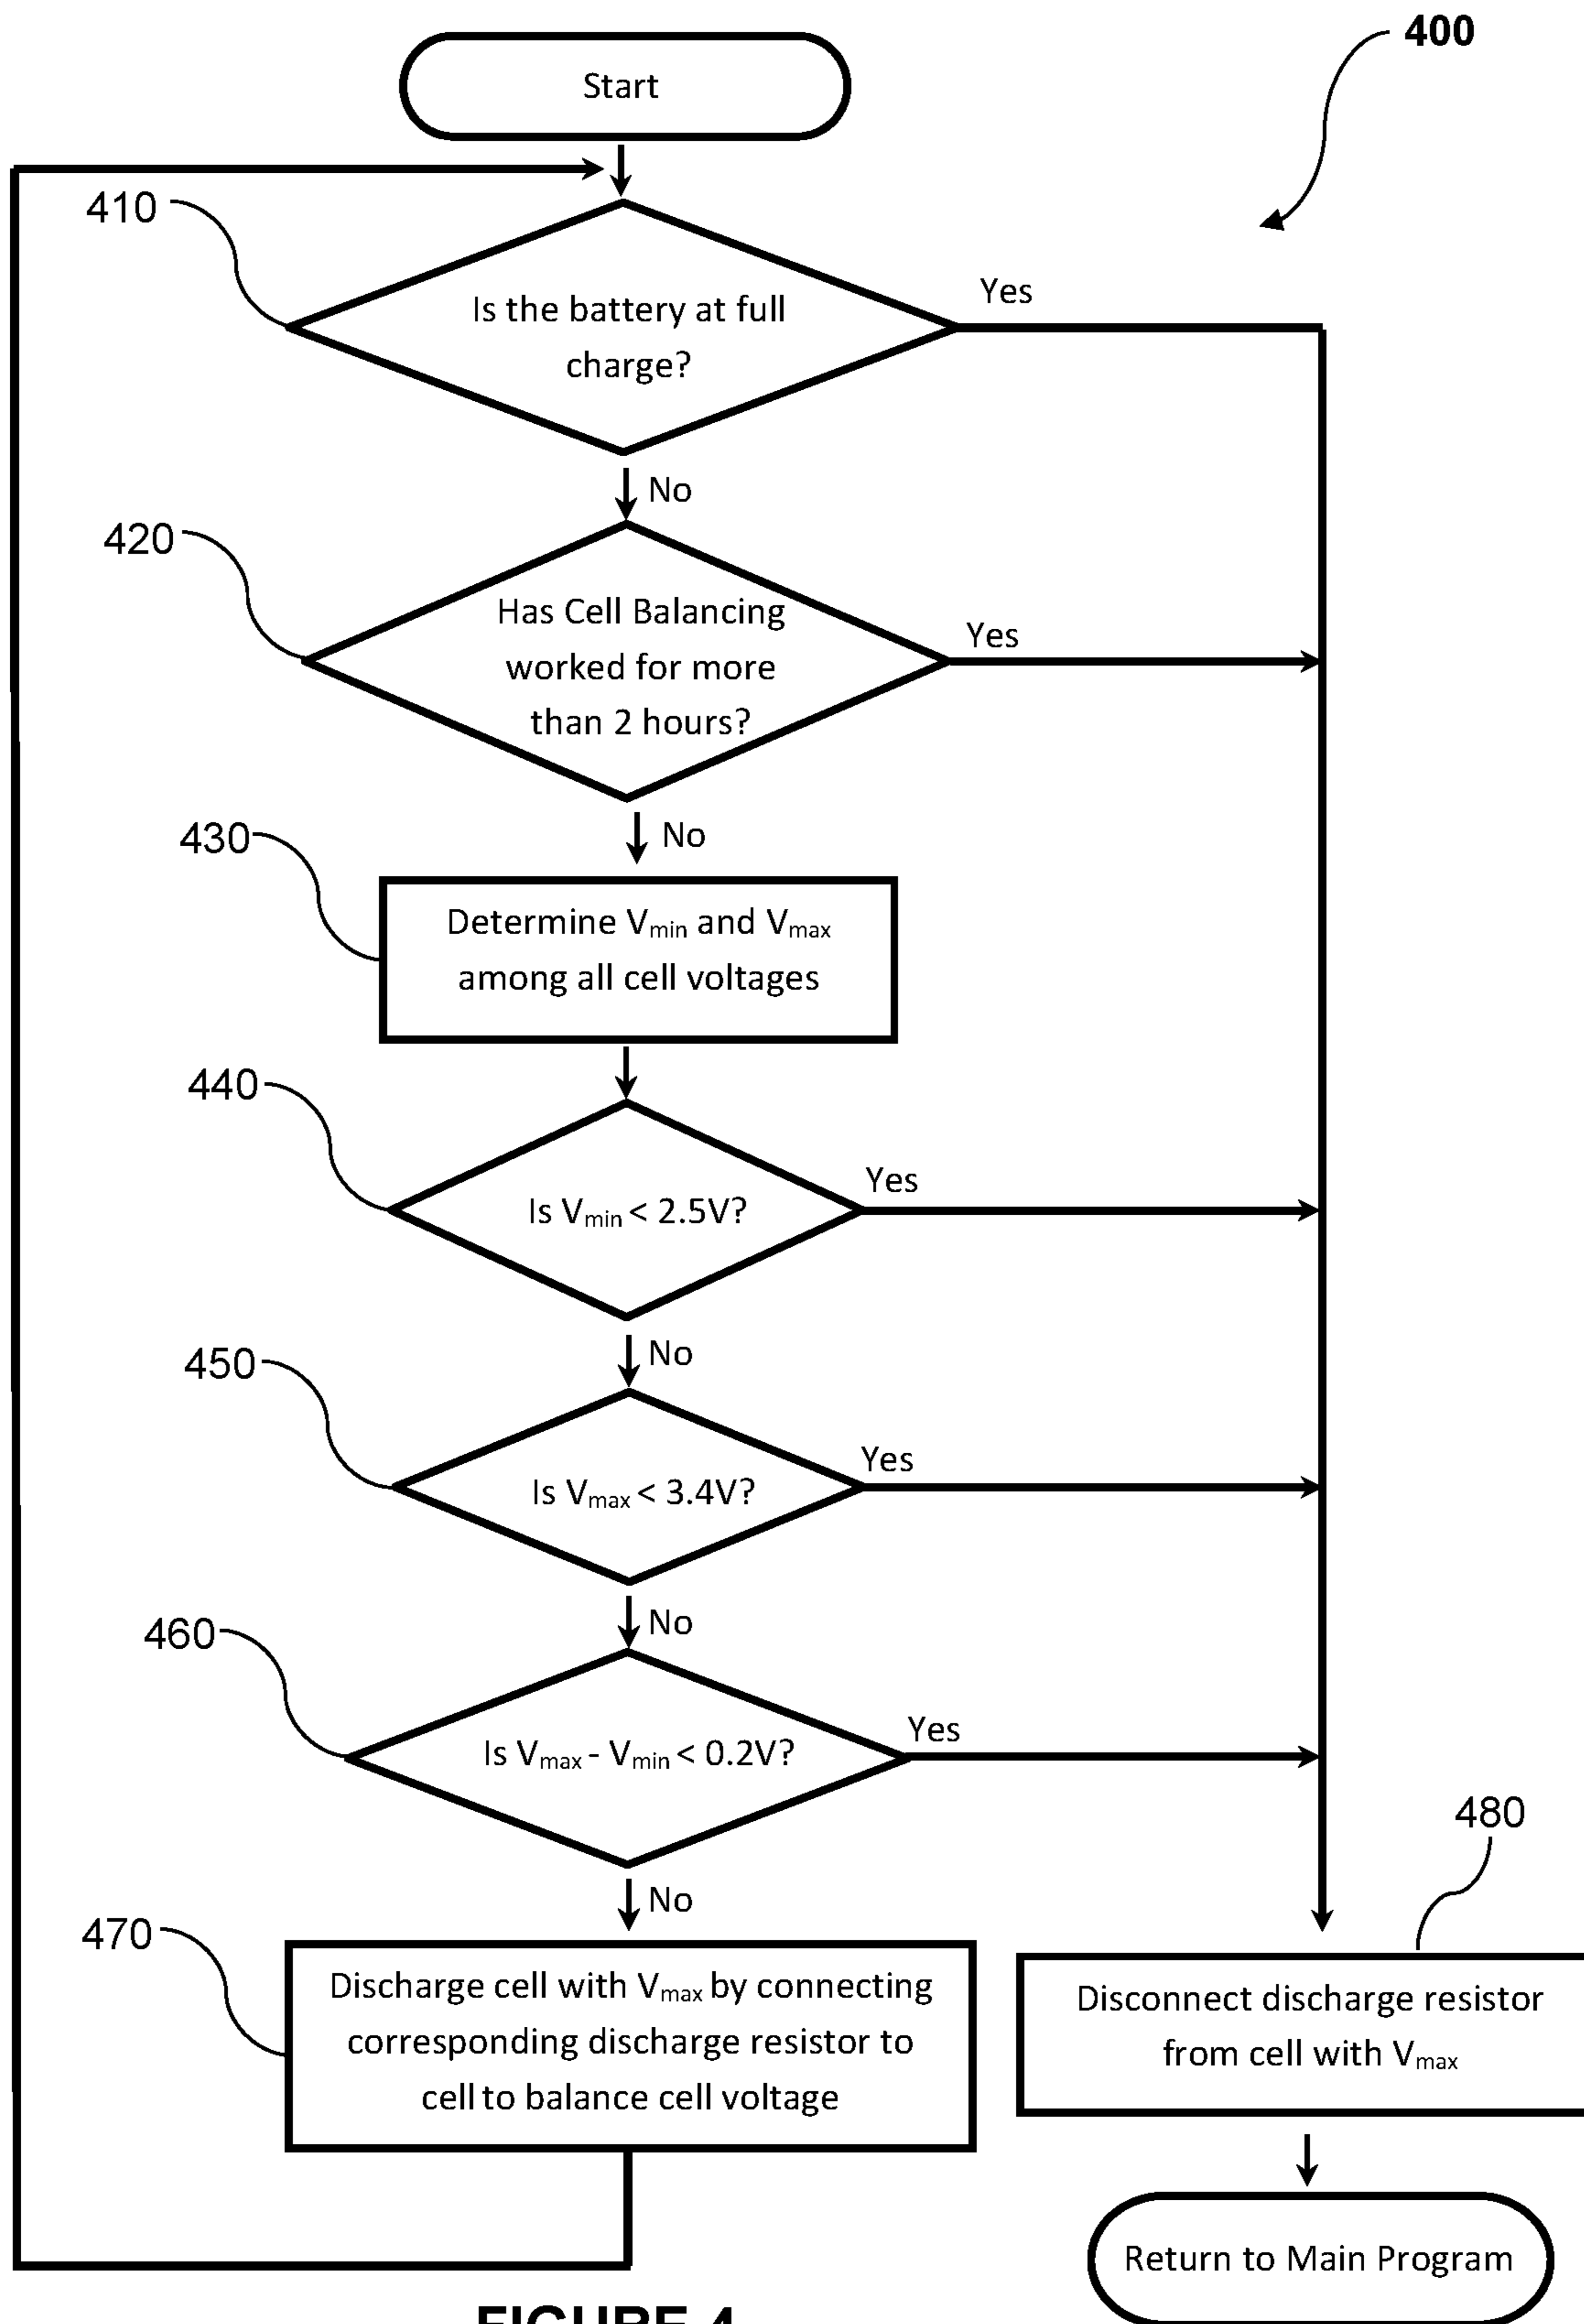 400
Start
410
Is the battery at full
charge?
Yes
No
420
Has Cell Balancing
worked for more
than 2 hours?
Yes
No
430
Determine Vmin and Vmax
among all cell voltages
440
Is Vmin < 2.5V?
Yes
No
450
Is Vmax < 3.4V?
Yes
No
460
Is Vmax - Vmin < 0.2V?
Yes
No
470
Discharge cell with Vmax by connecting
corresponding discharge resistor to
cell to balance cell voltage
480
Disconnect discharge resistor
from cell with Vmax
Return to Main Program
FIGURE 4